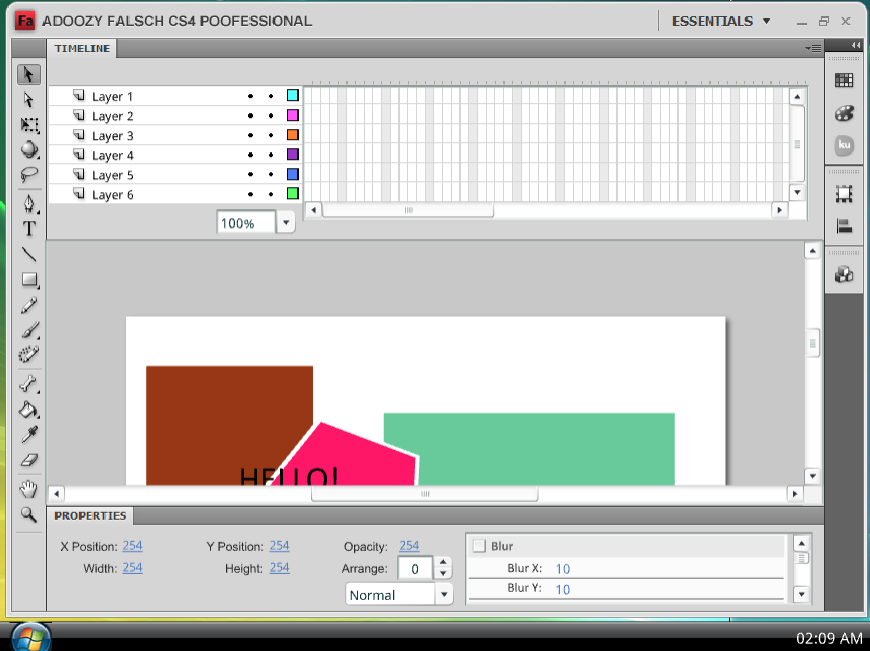 Fa ADOOZY FALSCH CS4 POOFESSIONAL ESSENTIALS
TIMELINE
Layer 1
Layer 2
Layer 3
Layer 4
Layer 5
Layer 6
100%
T
ku
HELLO!
PROPERTIES
X Position: 254 Y Position: 254 Opacity: 254
Width: 254 Height: 254 Arrange: 0
Normal
Blur
Blur X: 10
Blur Y: 10
02:09 AM